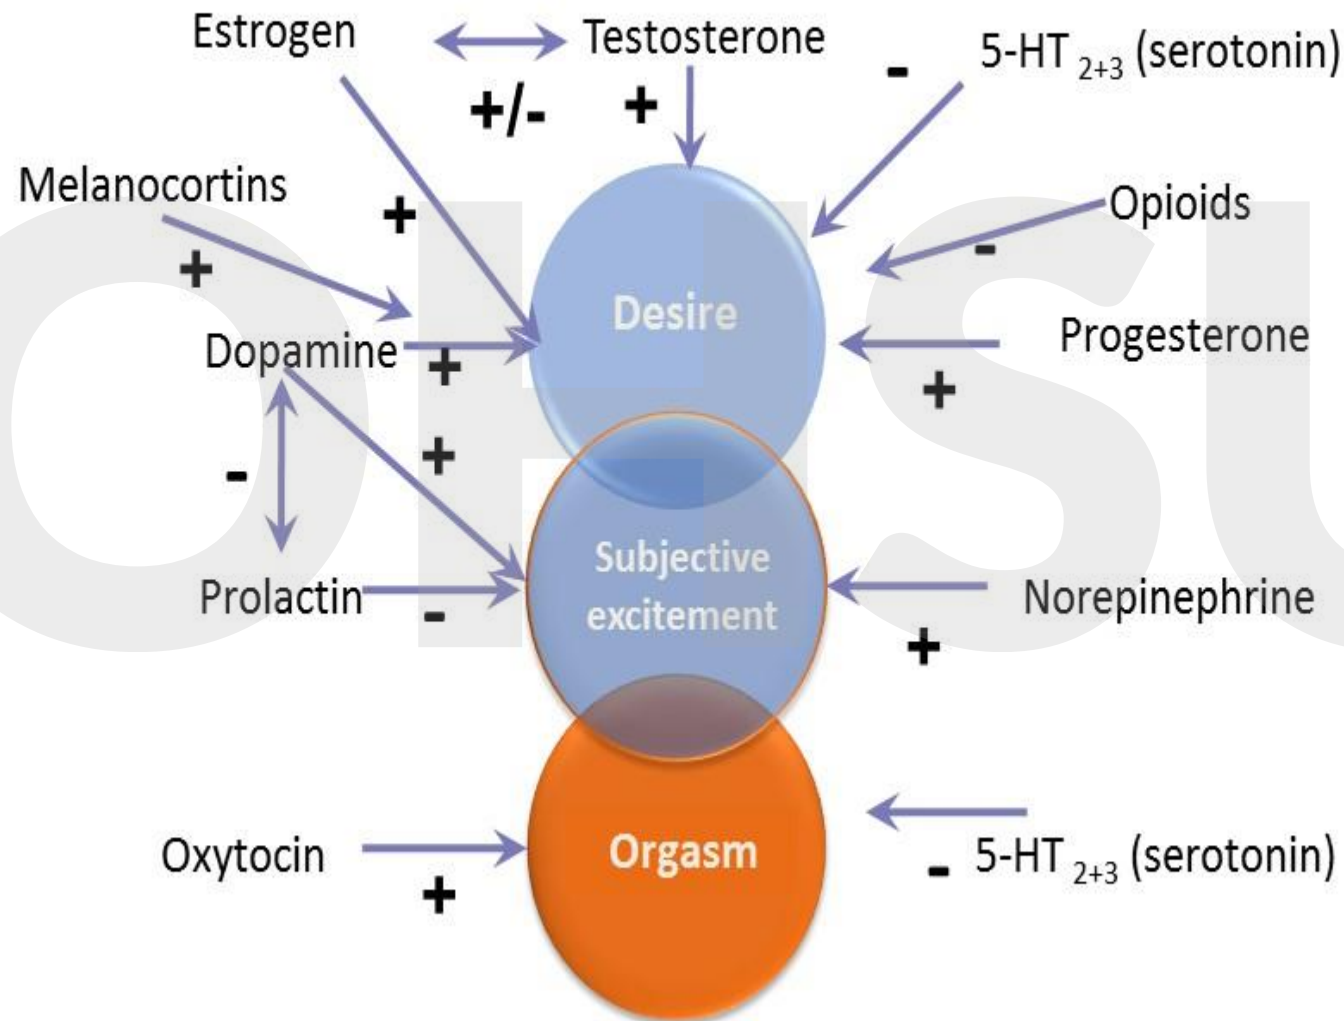 Estrogen
Testosterone
5-HT 2+3 (serotonin)
-
+/-
+
Melanocortins
+
Opioids
-
+
Desire
Progesterone
Dopamine
+
+
+
-
Subjective
excitement
Prolactin
-
Norepinephrine
+
Oxytocin
+
Orgasm
- 5-HT 2+3 (serotonin)
OHSU